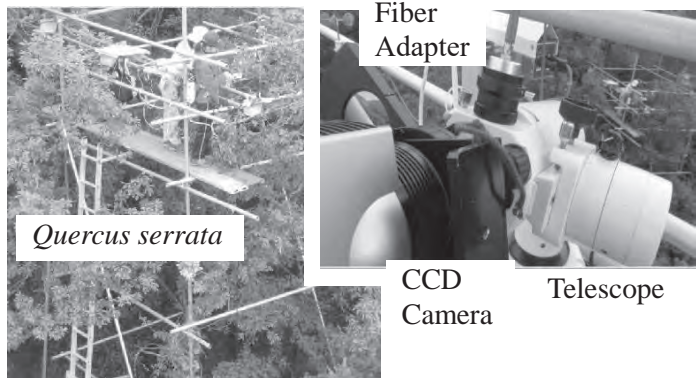 Fiber
Adapter
Quercus serrata
CCD
Camera
Telescope